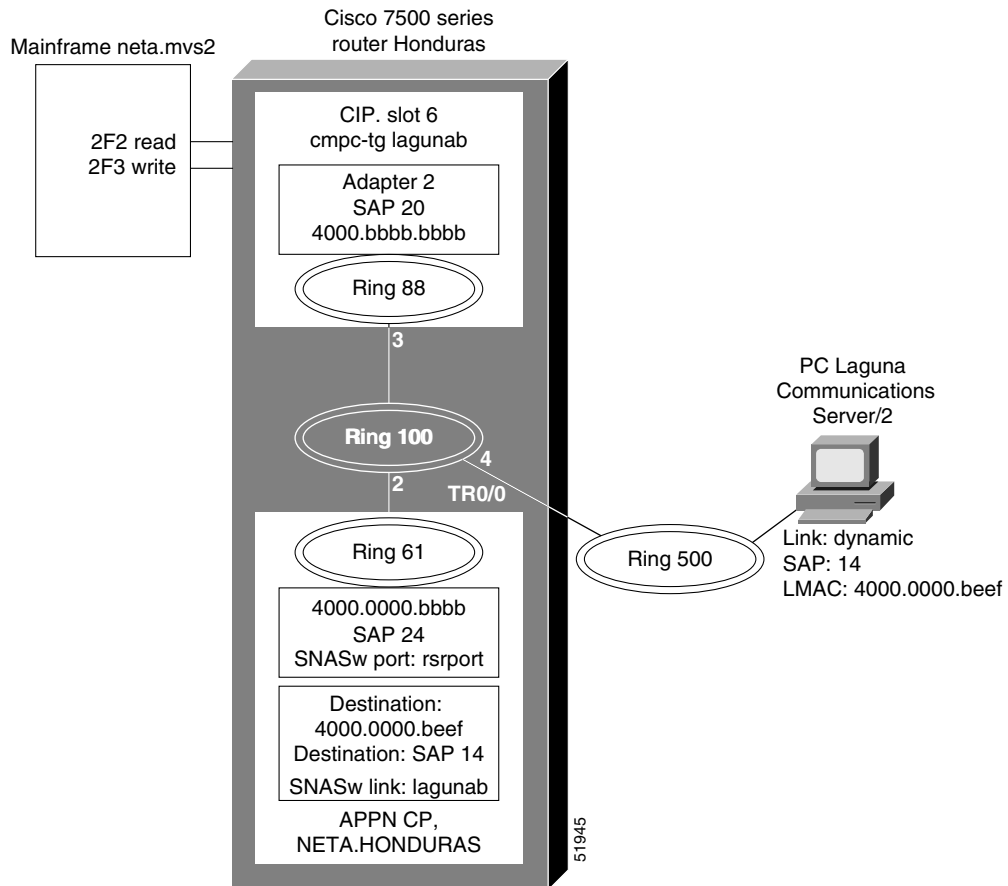 Cisco 7500 series
router Honduras
Mainframe neta.mvs2
2F2 read
2F3 write
CIP. slot 6
cmpc-tg lagunab
Adapter 2
SAP 20
4000.bbbb.bbbb
Ring 88
3
Ring 100
4
2
TR0/0
PC Laguna
Communications
Server/2
Link: dynamic
SAP: 14
LMAC: 4000.0000.beef
Ring 500
Ring 61
4000.0000.bbbb
SAP 24
SNASw port: rsrport
Destination:
4000.0000.beef
Destination: SAP 14
SNASw link: lagunab
APPN CP,
NETA.HONDURAS
51945